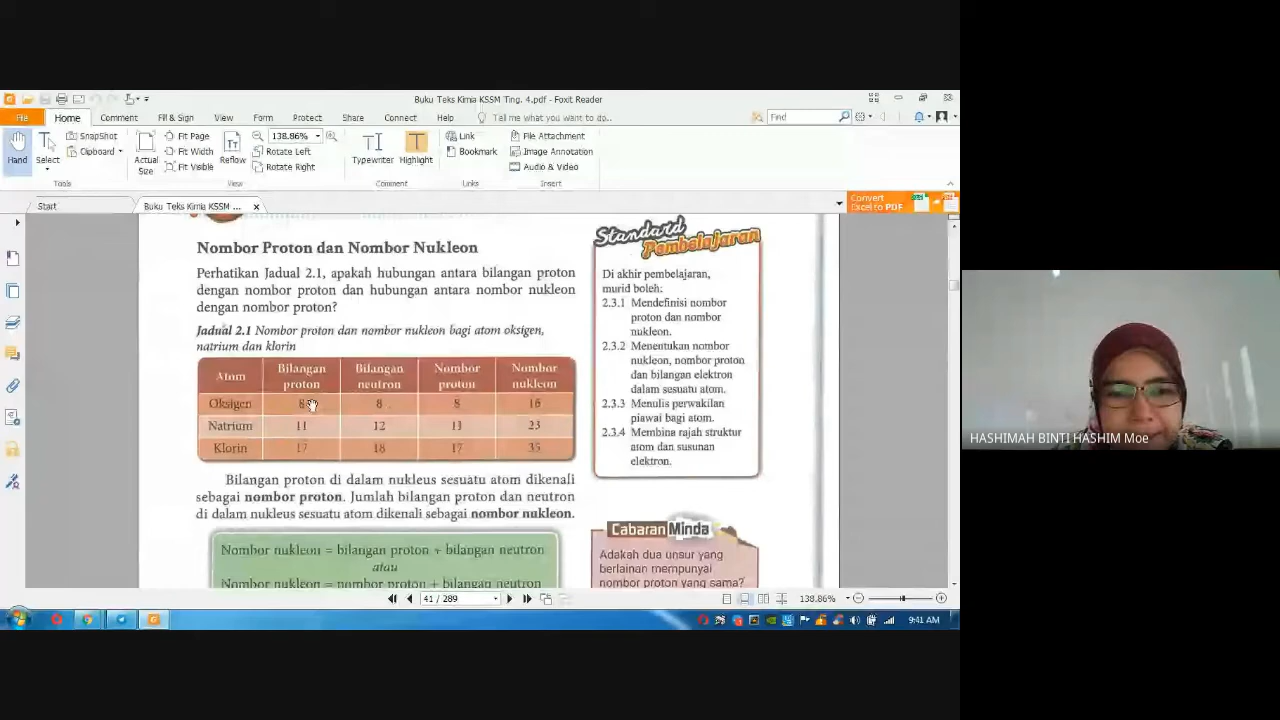 Buku Teks Kimia KSSM Ting. 4.pdf - Foxit Reader
File Home Comment Fill & Sign View Form Protect Share Connect Help Tell me what you want to do.. Find
Hand Select SnapShot Clipboard Actual Size Fit Page Fit Width Fit Visible Reflow 138.86% Rotate Left Rotate Right Typewriter Highlight Link Bookmark File Attachment Image Annotation Audio & Video
Tools View Comment Links Insert
Start Buku Teks Kimia KSSM ... Convert Excel to PDF
Nombor Proton dan Nombor Nukleon
Perhatikan Jadual 2.1, apakah hubungan antara bilangan proton
dengan nombor proton dan hubungan antara nombor nukleon
dengan nombor proton?
Jadual 2.1 Nombor proton dan nombor nukleon bagi atom oksigen,
natrium dan klorin
Atom Bilangan proton Bilangan neutron Nombor proton Nombor nukleon
Oksigen 8 8 8 16
Natrium 11 12 11 23
Klorin 17 18 17 35
Bilangan proton di dalam nukleus sesuatu atom dikenali
sebagai nombor proton. Jumlah bilangan proton dan neutron
di dalam nukleus sesuatu atom dikenali sebagai nombor nukleon.
Nombor nukleon = bilangan proton + bilangan neutron
atau
Nombor nukleon = nombor proton + bilangan neutron
Standard
Pembelajaran
Di akhir pembelajaran,
murid boleh:
2.3.1 Mendefinisi nombor
proton dan nombor
nukleon.
2.3.2 Menentukan nombor
nukleon, nombor proton
dan bilangan elektron
dalam sesuatu atom.
2.3.3 Menulis perwakilan
piawai bagi atom.
2.3.4 Membina rajah struktur
atom dan susunan
elektron.
Cabaran Minda
Adakah dua unsur yang
berlainan mempunyai
nombor proton yang sama?
41 / 289 138.86%
9:41 AM
HASHIMAH BINTI HASHIM Moe